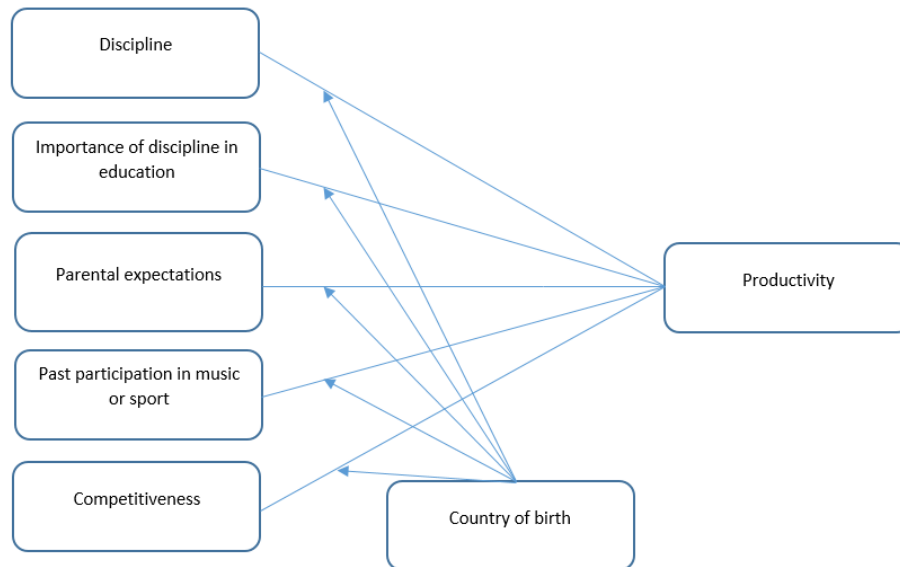 Discipline
Importance of discipline in
education
Parental expectations
Productivity
Past participation in music
or sport
Competitiveness
Country of birth